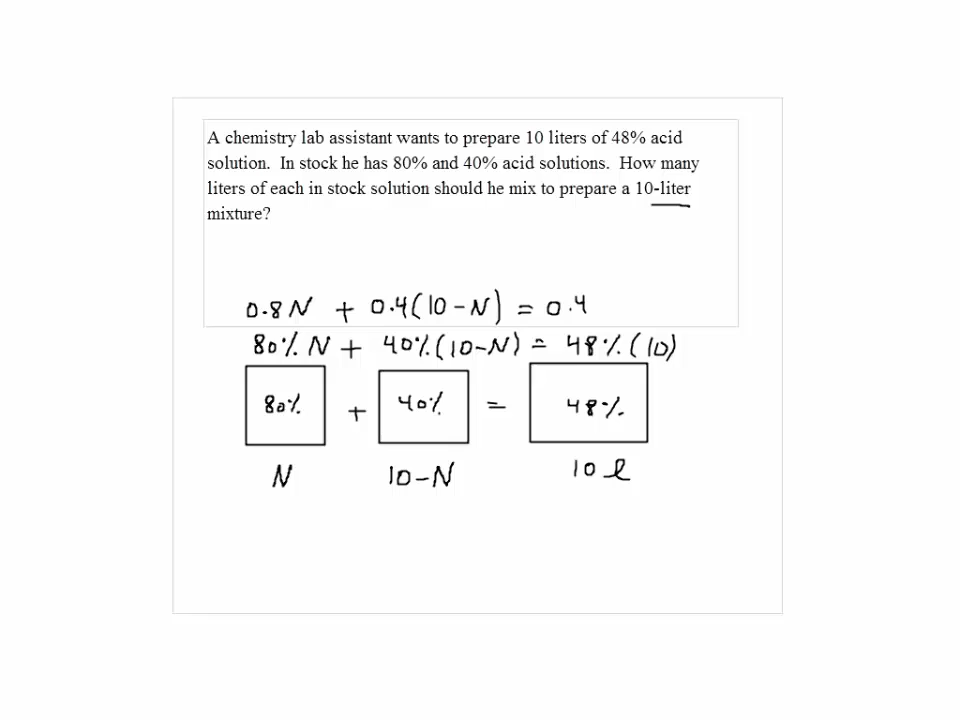 A chemistry lab assistant wants to prepare 10 liters of 48% acid
solution. In stock he has 80% and 40% acid solutions. How many
liters of each in stock solution should he mix to prepare a 10-liter
mixture?
0.8N + 0.4(10-N) = 0.4
80% N + 40%(10-N) = 48%(10)
80% + 40% = 48%
N 10-N 10 l